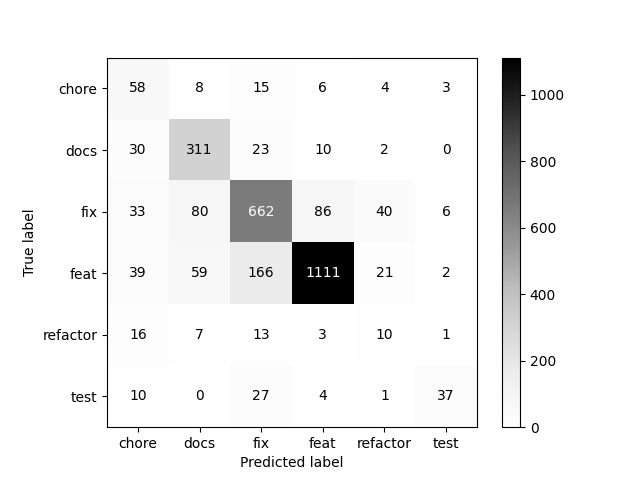 chore 58 8 15 6 4 3
docs 30 311 23 10 2 0
fix 33 80 662 86 40 6
feat 39 59 166 1111 21 2
refactor 16 7 13 3 10 1
test 10 0 27 4 1 37
chore docs fix feat refactor test
Predicted label
True label
1000
800
600
400
200
0